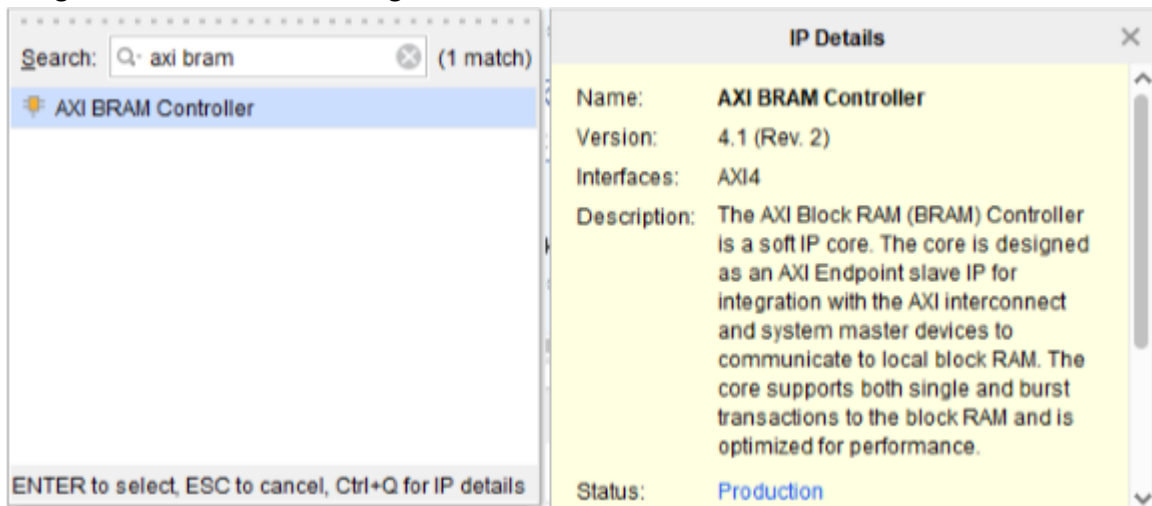 Search: axi bram (1 match)
AXI BRAM Controller
ENTER to select, ESC to cancel, Ctrl+Q for IP details
IP Details
Name: AXI BRAM Controller
Version: 4.1 (Rev. 2)
Interfaces: AXI4
Description: The AXI Block RAM (BRAM) Controller
is a soft IP core. The core is designed
as an AXI Endpoint slave IP for
integration with the AXI interconnect
and system master devices to
communicate to local block RAM. The
core supports both single and burst
transactions to the block RAM and is
optimized for performance.
Status: Production